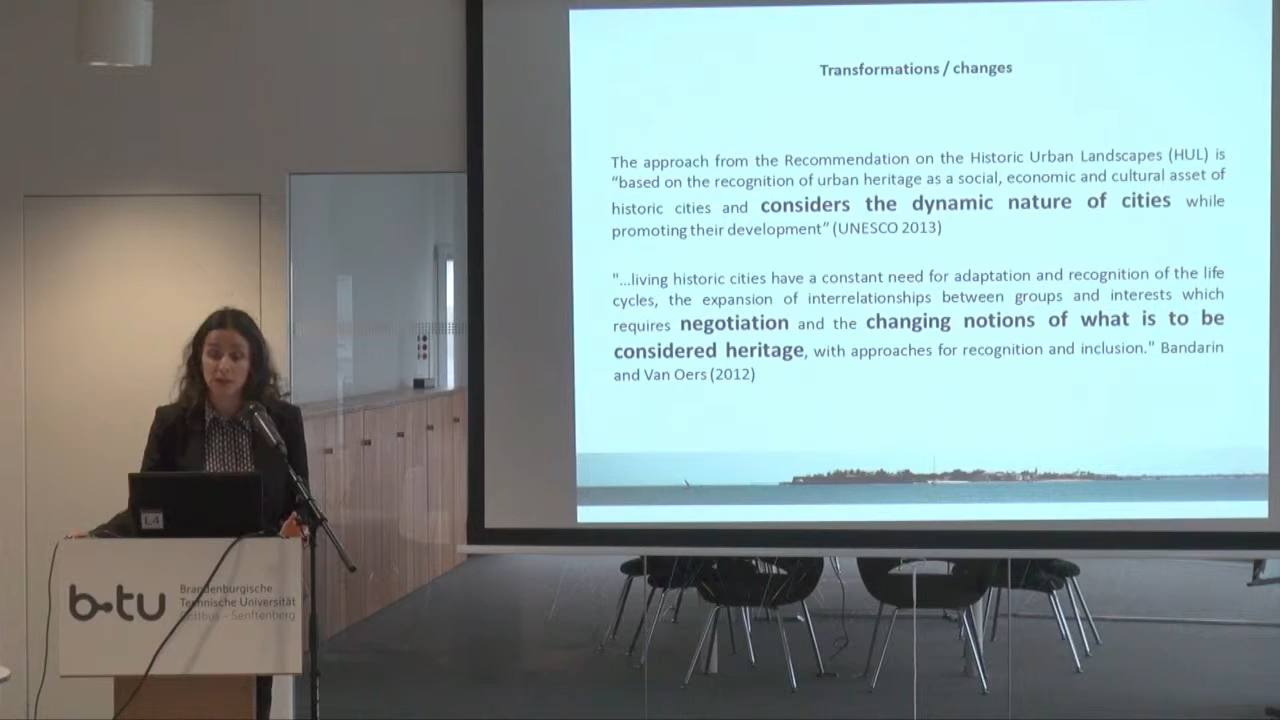 Transformations / changes
The approach from the Recommendation on the Historic Urban Landscapes (HUL) is
“based on the recognition of urban heritage as a social, economic and cultural asset of
historic cities and considers the dynamic nature of cities while
promoting their development” (UNESCO 2013)
"...living historic cities have a constant need for adaptation and recognition of the life
cycles, the expansion of interrelationships between groups and interests which
requires negotiation and the changing notions of what is to be
considered heritage, with approaches for recognition and inclusion." Bandarin
and Van Oers (2012)
L4
b-tu
Brandenburgische
Technische Universität
Cottbus - Senftenberg